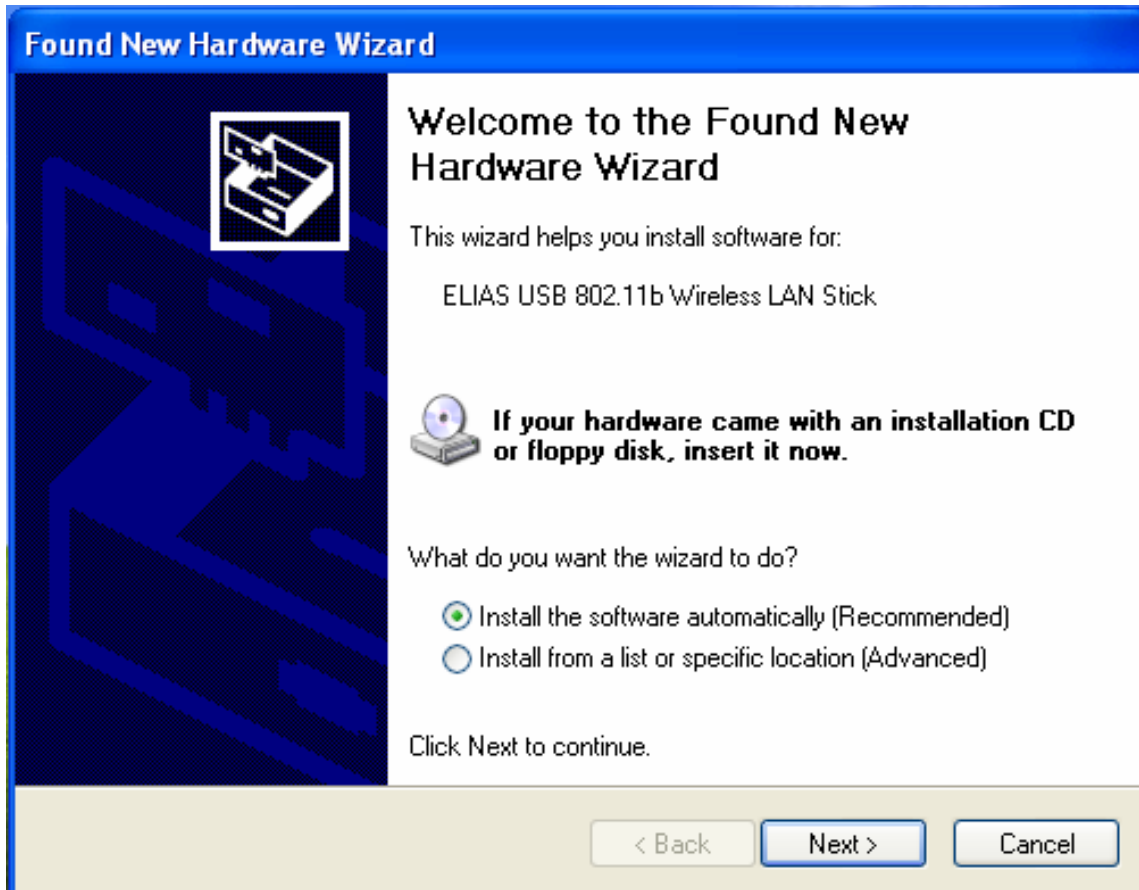 Found New Hardware Wizard
Welcome to the Found New
Hardware Wizard
This wizard helps you install software for:
ELIAS USB 802.11b Wireless LAN Stick
If your hardware came with an installation CD
or floppy disk, insert it now.
What do you want the wizard to do?
Install the software automatically (Recommended)
Install from a list or specific location (Advanced)
Click Next to continue.
< Back
Next >
Cancel